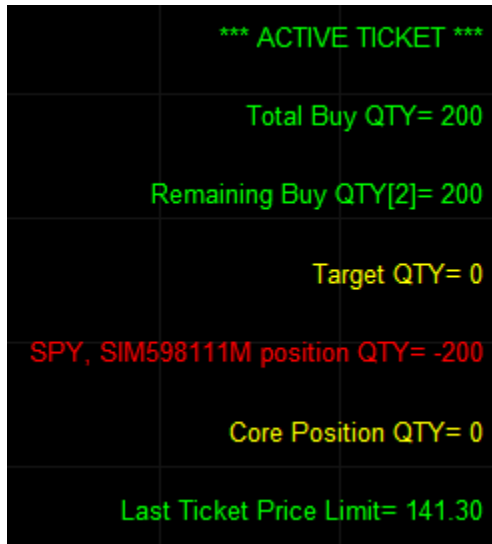 *** ACTIVE TICKET ***
Total Buy QTY= 200
Remaining Buy QTY[2]= 200
Target QTY= 0
SPY, SIM598111M position QTY= -200
Core Position QTY= 0
Last Ticket Price Limit= 141.30